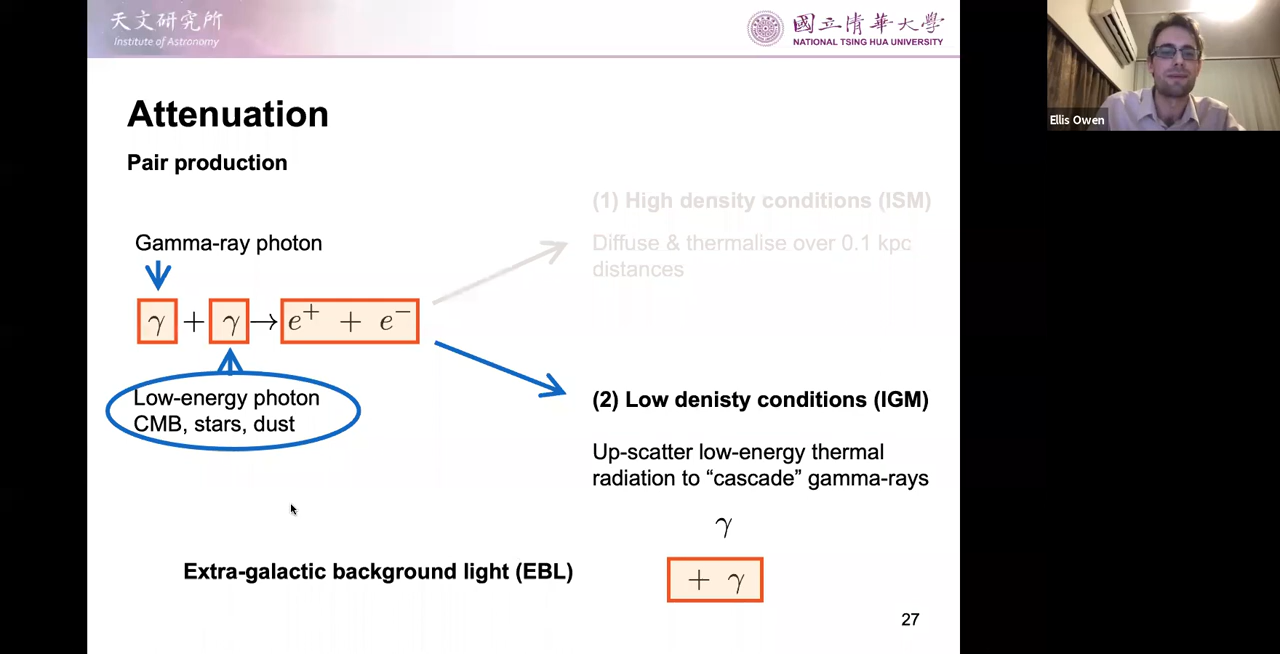 天文研究所
Institute of Astronomy
國立清華大學
NATIONAL TSING HUA UNIVERSITY
Ellis Owen
Attenuation
Pair production
(1) High density conditions (ISM)
Diffuse & thermalise over 0.1 kpc
distances
Gamma-ray photon
γ + γ → e⁺ + e⁻
Low-energy photon
CMB, stars, dust
(2) Low denisty conditions (IGM)
Up-scatter low-energy thermal
radiation to “cascade” gamma-rays
γ
+ γ
Extra-galactic background light (EBL)
27